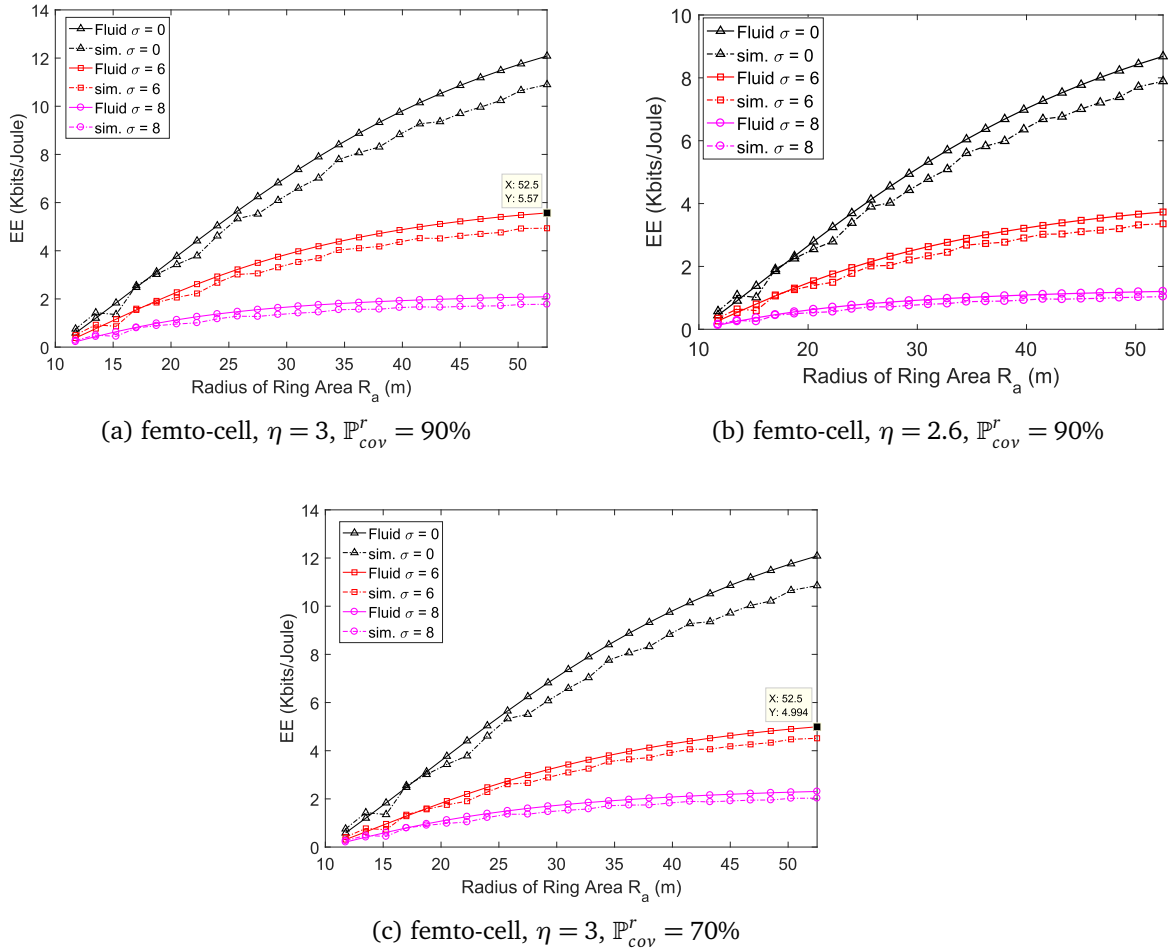 14
12
10
8
6
4
2
0
EE (Kbits/Joule)
Fluid σ = 0
sim. σ = 0
Fluid σ = 6
sim. σ = 6
Fluid σ = 8
sim. σ = 8
X: 52.5
Y: 5.57
10 15 20 25 30 35 40 45 50
Radius of Ring Area R_a (m)
(a) femto-cell, η = 3, ℙ^r_cov = 90%
10
8
6
4
2
0
EE (Kbits/Joule)
Fluid σ = 0
sim. σ = 0
Fluid σ = 6
sim. σ = 6
Fluid σ = 8
sim. σ = 8
10 20 30 40 50
Radius of Ring Area R_a (m)
(b) femto-cell, η = 2.6, ℙ^r_cov = 90%
14
12
10
8
6
4
2
0
EE (Kbits/Joule)
Fluid σ = 0
sim. σ = 0
Fluid σ = 6
sim. σ = 6
Fluid σ = 8
sim. σ = 8
X: 52.5
Y: 4.994
10 15 20 25 30 35 40 45 50
Radius of Ring Area R_a (m)
(c) femto-cell, η = 3, ℙ^r_cov = 70%